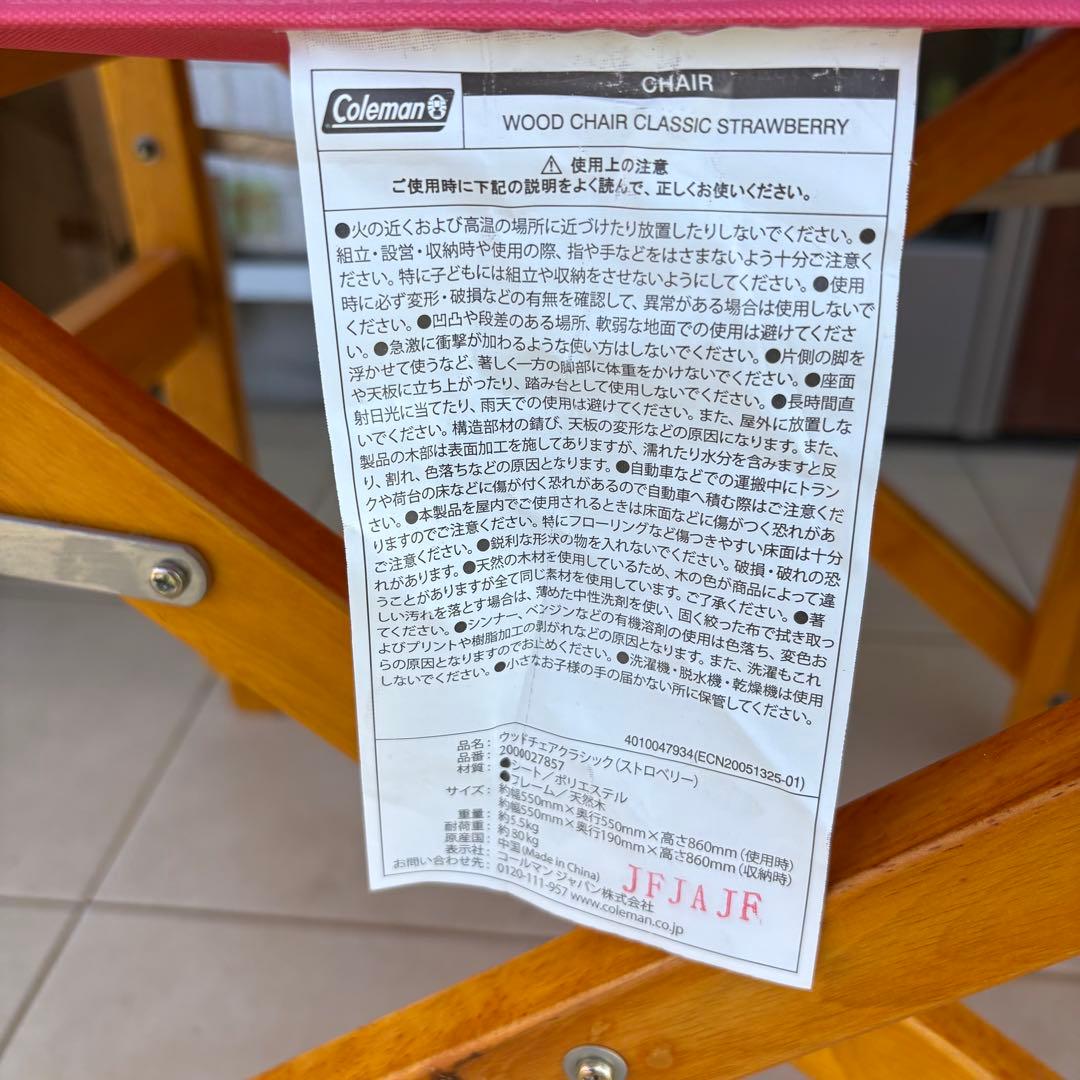 Coleman
CHAIR
WOOD CHAIR CLASSIC STRAWBERRY
⚠ 使用上の注意
ご使用時に下記の説明をよく読んで、正しくお使いください。
●火の近くおよび高温の場所に近づけたり放置したりしないでください。●
組立・設営・収納時や使用の際、指や手などをはさまないよう十分ご注意く
ださい。特に子どもには組立や収納をさせないようにしてください。●使用
時に必ず変形・破損などの有無を確認して、異常がある場合は使用しないで
ください。●凹凸や段差のある場所、軟弱な地面での使用は避けてくださ
い。●急激に衝撃が加わるような使い方はしないでください。●片側の脚を
浮かせて使うなど、著しく一方の脚部に体重をかけないでください。●座面
や天板に立ち上がったり、踏み台として使用しないでください。●長時間直
射日光に当てたり、雨天での使用は避けてください。また、屋外に放置しな
いでください。構造部材の錆び、天板の変形などの原因になります。また、
製品の木部は表面加工を施してありますが、濡れたり水分を含みますと反
り、割れ、色落ちなどの原因となります。●自動車などでの運搬中にトラン
クや荷台の床などに傷が付く恐れがあるので自動車へ積む際はご注意くだ
さい。●本製品を屋内でご使用されるときは床面などに傷がつく恐れがあ
りますのでご注意ください。特にフローリングなど傷つきやすい床面は十分
ご注意ください。●鋭利な形状の物を入れないでください。破損・破れの恐
れがあります。●天然の木材を使用しているため、木の色が商品によって違
うことがありますが全て同じ素材を使用しています。ご了承ください。●著
しい汚れを落とす場合は、薄めた中性洗剤を使い、固く絞った布で拭き取っ
てください。●シンナー、ベンジンなどの有機溶剤の使用は色落ち、変色お
よびプリントや樹脂加工の剥がれなどの原因となります。また、洗濯もこれ
らの原因となりますのでお止めください。●洗濯機・脱水機・乾燥機は使用
しないでください。●小さなお子様の手の届かない所に保管してください。
4010047934(ECN20051325-01)
品名：ウッドチェアクラシック（ストロベリー）
品番：2000027857
材質：●シート／ポリエステル
●フレーム／天然木
サイズ：約幅550mm×奥行550mm×高さ860mm（使用時）
約幅550mm×奥行190mm×高さ860mm（収納時）
重量：約5.5kg
耐荷重：約80kg
原産国：中国(Made in China)
表示社：コールマン ジャパン株式会社
お問い合わせ先：0120-111-957 www.coleman.co.jp
JFJAJF